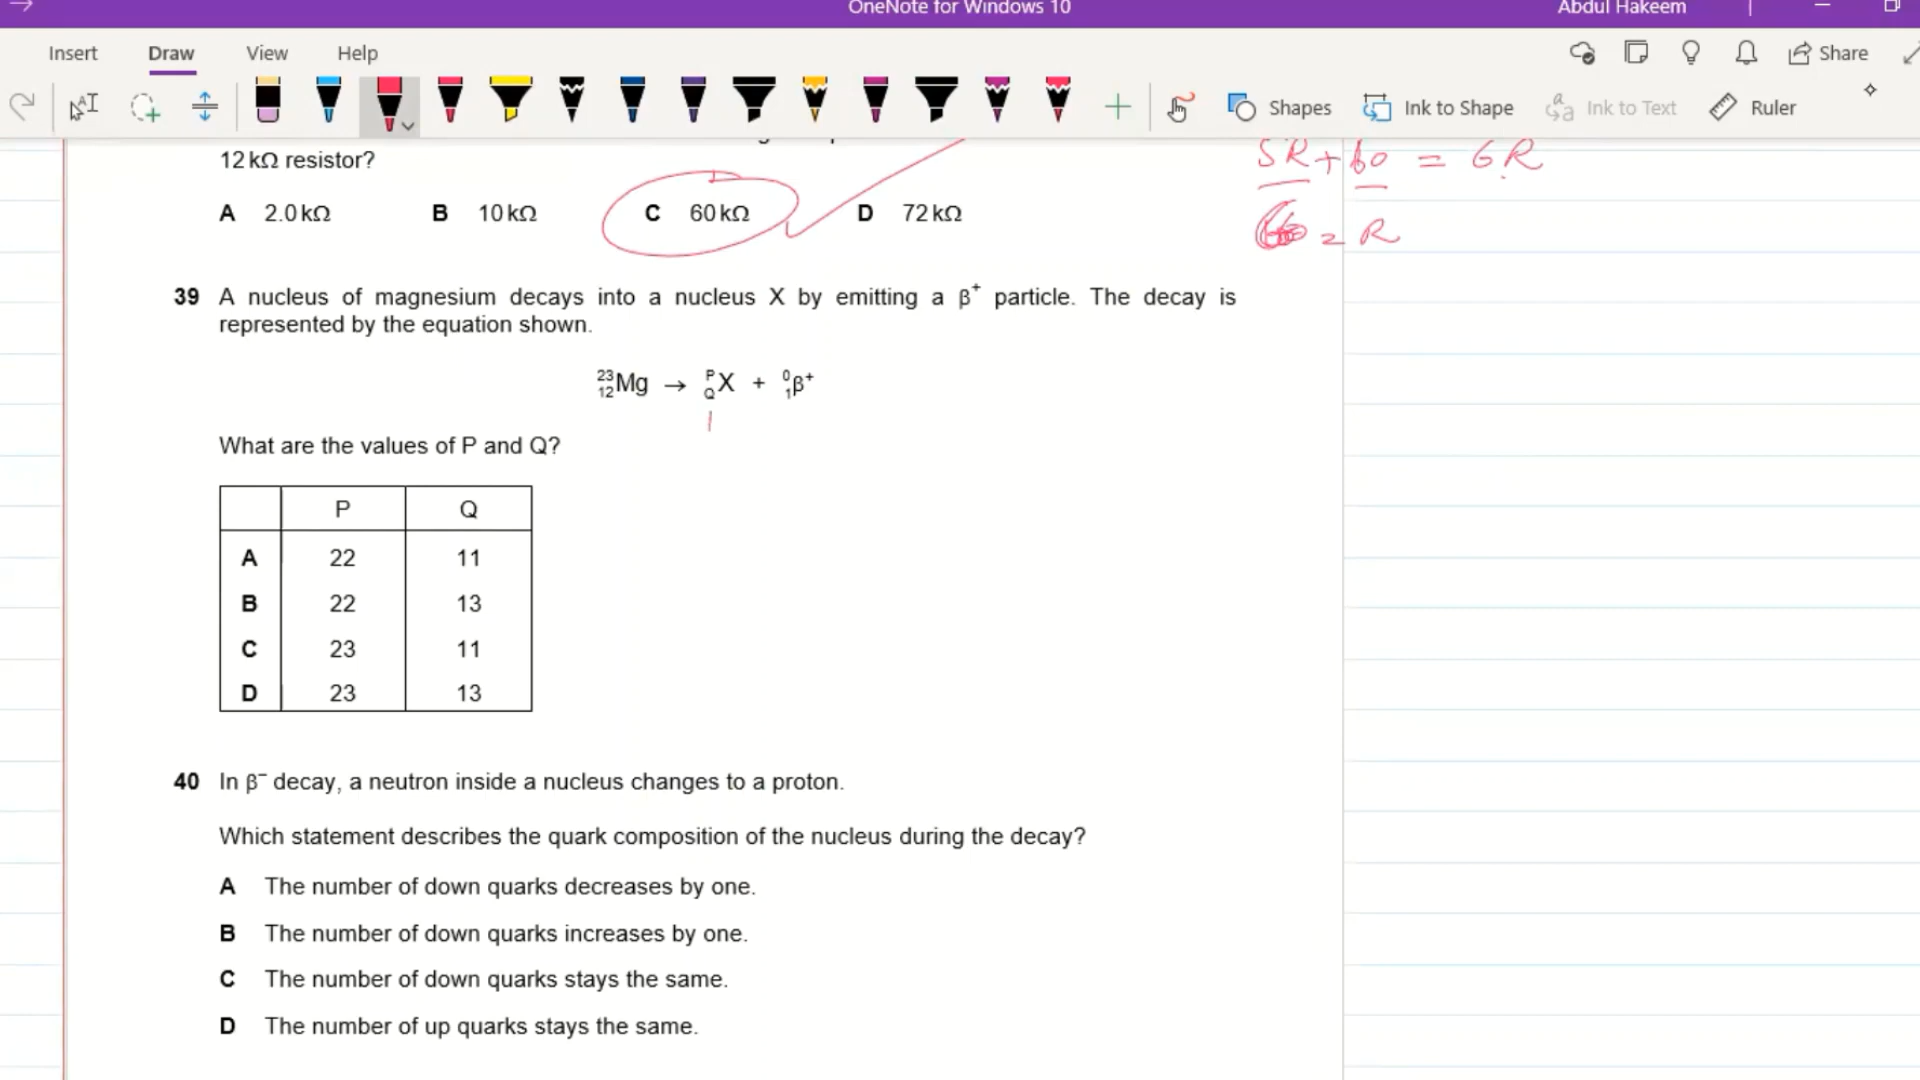 OneNote for Windows 10 Abdul Hakeem
Insert Draw View Help Share
Shapes Ink to Shape Ink to Text Ruler
12 kΩ resistor?
5R + 60 = 6R
A 2.0 kΩ B 10 kΩ C 60 kΩ D 72 kΩ
= R
39 A nucleus of magnesium decays into a nucleus X by emitting a β⁺ particle. The decay is
represented by the equation shown.
²³₁₂Mg → ᴾQX + ⁰₁β⁺
What are the values of P and Q?
P Q
A 22 11
B 22 13
C 23 11
D 23 13
40 In β⁻ decay, a neutron inside a nucleus changes to a proton.
Which statement describes the quark composition of the nucleus during the decay?
A The number of down quarks decreases by one.
B The number of down quarks increases by one.
C The number of down quarks stays the same.
D The number of up quarks stays the same.